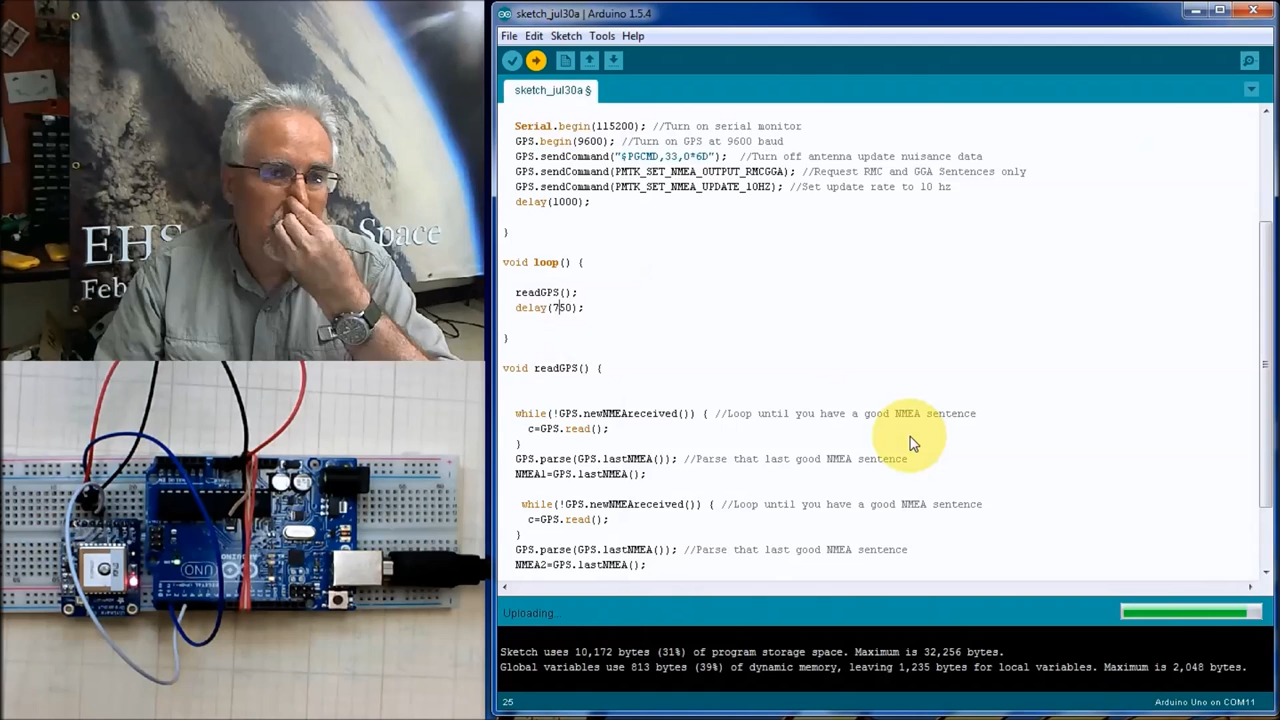 EHS
Space
Feb
UNO
sketch_jul30a | Arduino 1.5.4
File Edit Sketch Tools Help
sketch_jul30a §
Serial.begin(115200); //Turn on serial monitor
GPS.begin(9600); //Turn on GPS at 9600 baud
GPS.sendCommand("$PGCMD,33,0*6D"); //Turn off antenna update nuisance data
GPS.sendCommand(PMTK_SET_NMEA_OUTPUT_RMCGGA); //Request RMC and GGA Sentences only
GPS.sendCommand(PMTK_SET_NMEA_UPDATE_10HZ); //Set update rate to 10 hz
delay(1000);
}
void loop() {
readGPS();
delay(750);
}
void readGPS() {
while(!GPS.newNMEAreceived()) { //Loop until you have a good NMEA sentence
c=GPS.read();
}
GPS.parse(GPS.lastNMEA()); //Parse that last good NMEA sentence
NMEA1=GPS.lastNMEA();
while(!GPS.newNMEAreceived()) { //Loop until you have a good NMEA sentence
c=GPS.read();
}
GPS.parse(GPS.lastNMEA()); //Parse that last good NMEA sentence
NMEA2=GPS.lastNMEA();
Uploading...
Sketch uses 10,172 bytes (31%) of program storage space. Maximum is 32,256 bytes.
Global variables use 813 bytes (39%) of dynamic memory, leaving 1,235 bytes for local variables. Maximum is 2,048 bytes.
25
Arduino Uno on COM11